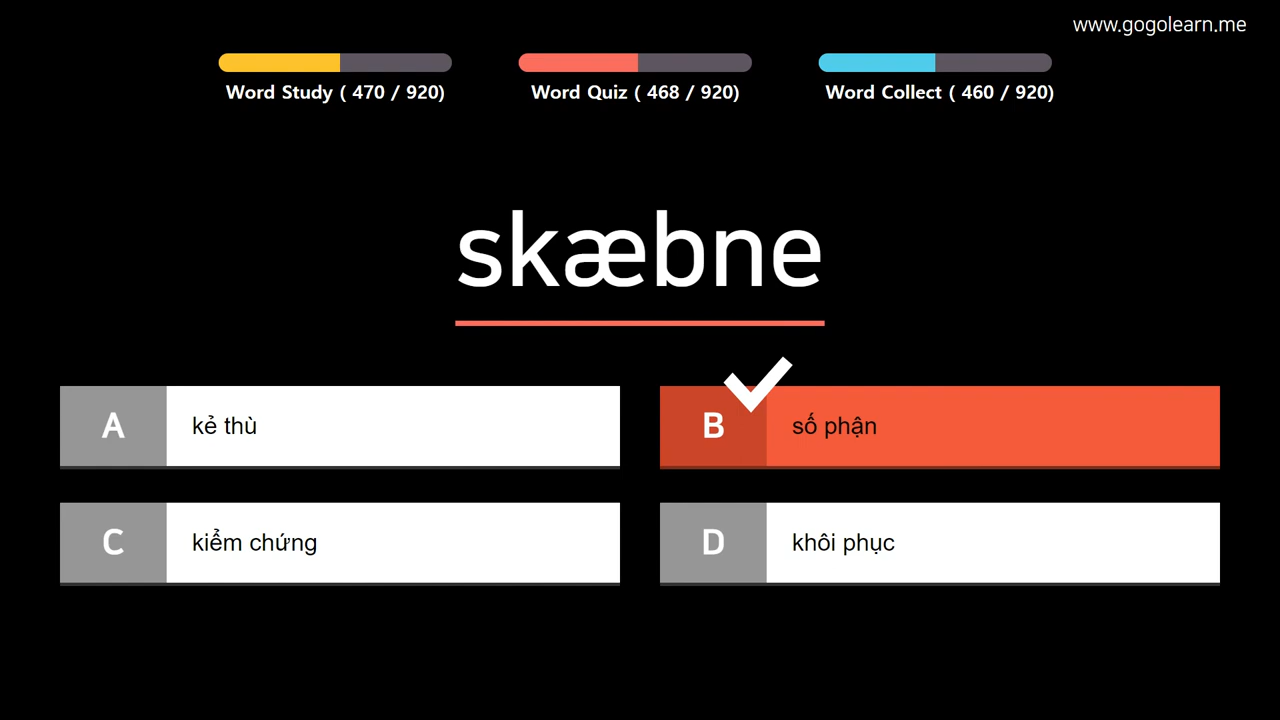 www.gogolearn.me
Word Study ( 470 / 920)
Word Quiz ( 468 / 920)
Word Collect ( 460 / 920)
skæbne
A
kẻ thù
B
số phận
C
kiểm chứng
D
khôi phục